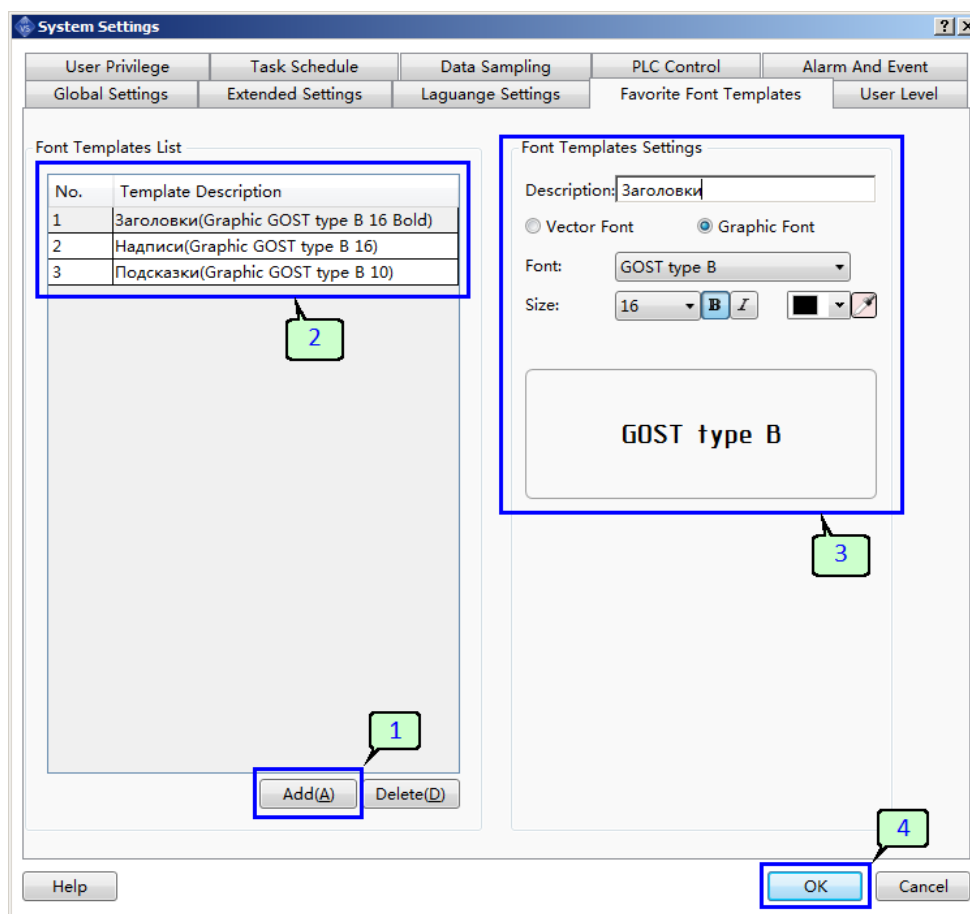 System Settings
User Privilege Task Schedule Data Sampling PLC Control Alarm And Event
Global Settings Extended Settings Laguange Settings Favorite Font Templates User Level
Font Templates List
No. Template Description
1 Заголовки(Graphic GOST type B 16 Bold)
2 Надписи(Graphic GOST type B 16)
3 Подсказки(Graphic GOST type B 10)
2
1
Add(A) Delete(D)
Font Templates Settings
Description: Заголовки
Vector Font Graphic Font
Font: GOST type B
Size: 16 B I
GOST type B
3
4
Help OK Cancel